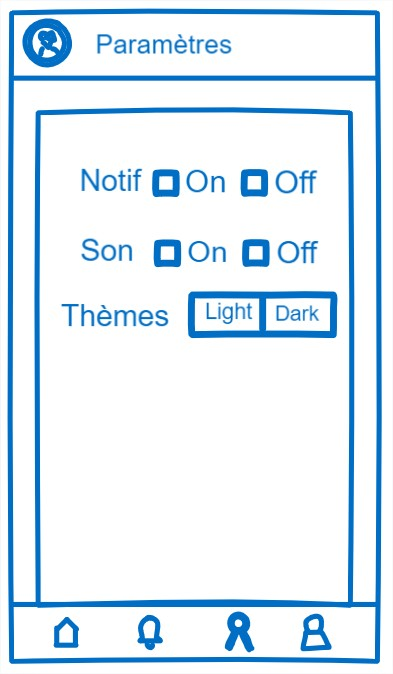 Paramètres
Notif On Off
Son On Off
Thèmes Light Dark